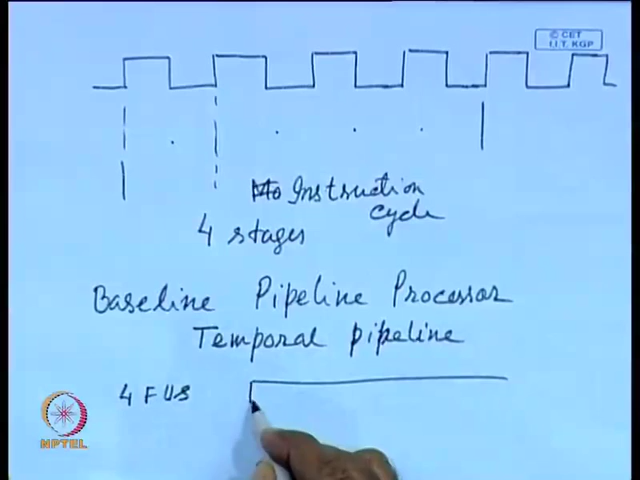 © CET
I.I.T. KGP
Instruction
cycle
4 stages
Baseline Pipeline Processor
Temporal pipeline
4 FUs
NPTEL